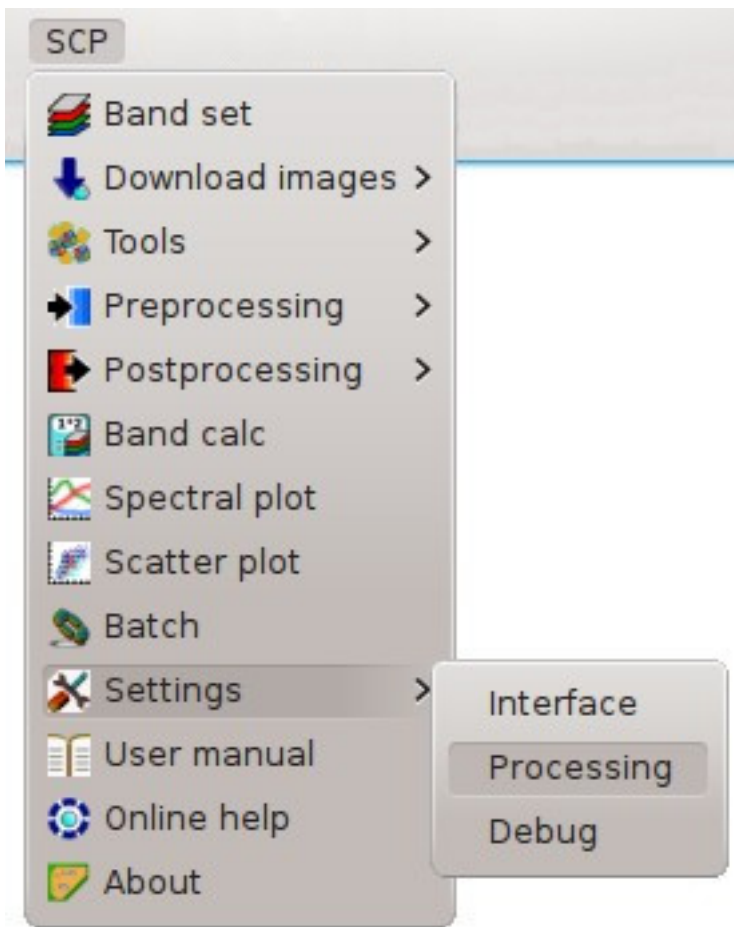 SCP
Band set
Download images
Tools
Preprocessing
Postprocessing
Band calc
Spectral plot
Scatter plot
Batch
Settings
Interface
Processing
Debug
User manual
Online help
About